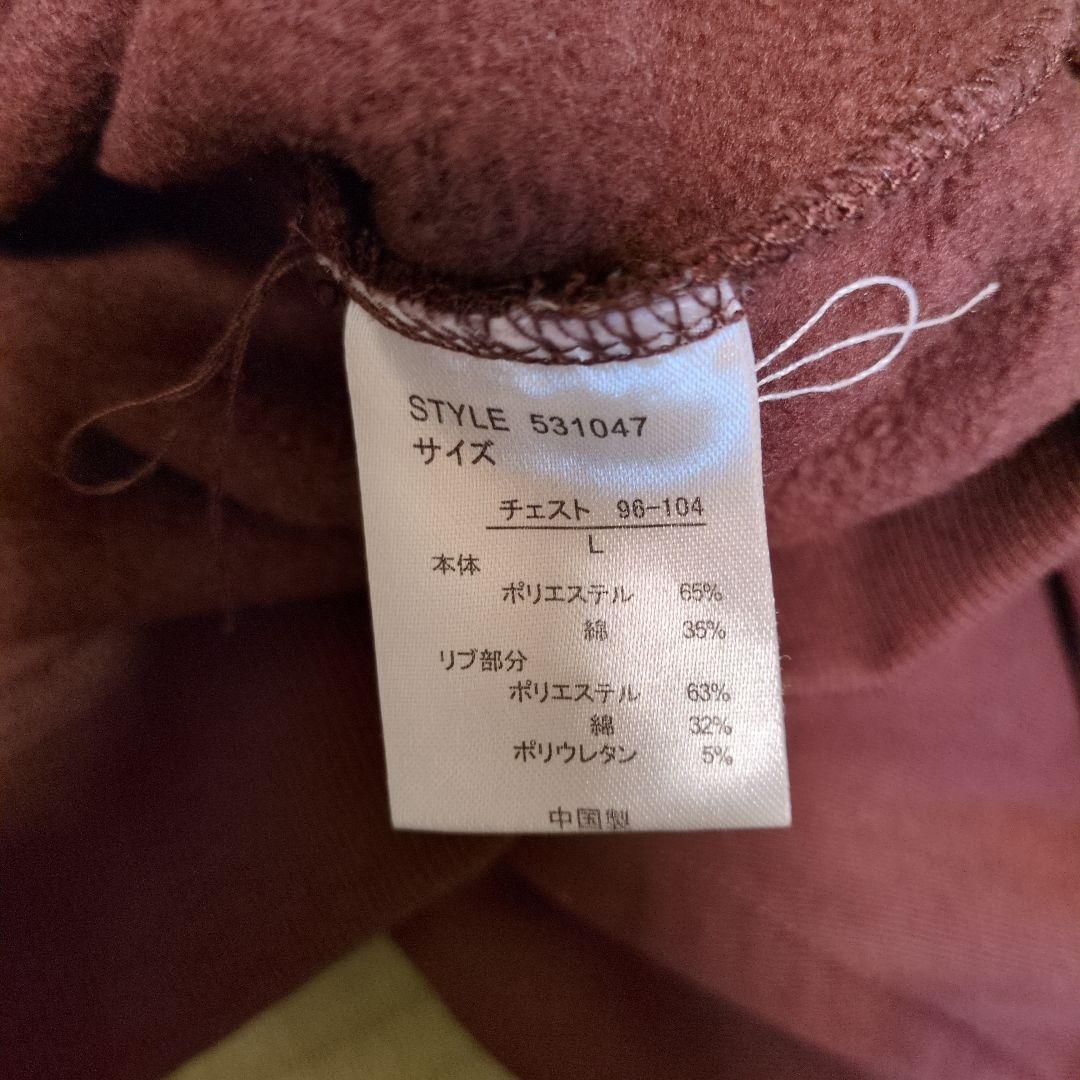 STYLE 531047
サイズ
チェスト 96-104
L
本体
ポリエステル 65%
綿 35%
リブ部分
ポリエステル 63%
綿 32%
ポリウレタン 5%
中国製